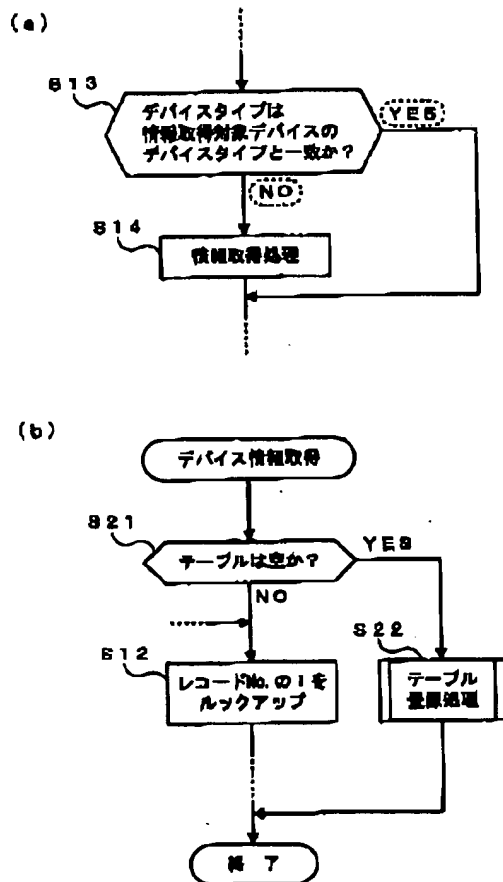 (a)
S13
デバイスタイプは
情報取得対象デバイスの
デバイスタイプと一致か？
YES
NO
S14
情報取得処理
(b)
デバイス情報取得
S21
テーブルは空か？
YES
NO
S12
S22
レコードNo.の1を
ルックアップ
テーブル
登録処理
終 了